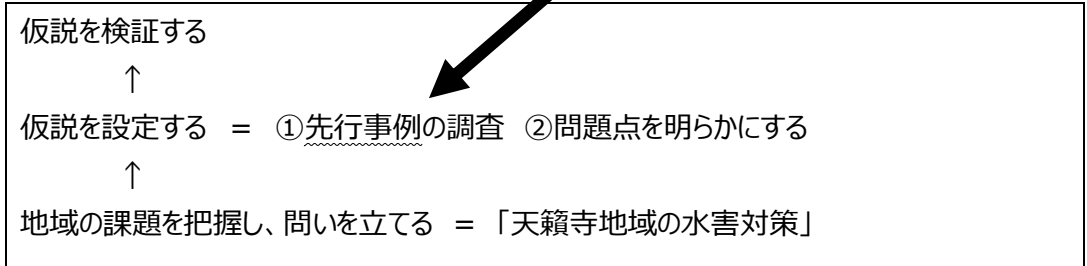 仮説を検証する
↑
仮説を設定する = ①先行事例の調査 ②問題点を明らかにする
↑
地域の課題を把握し、問いを立てる = 「天籟寺地域の水害対策」